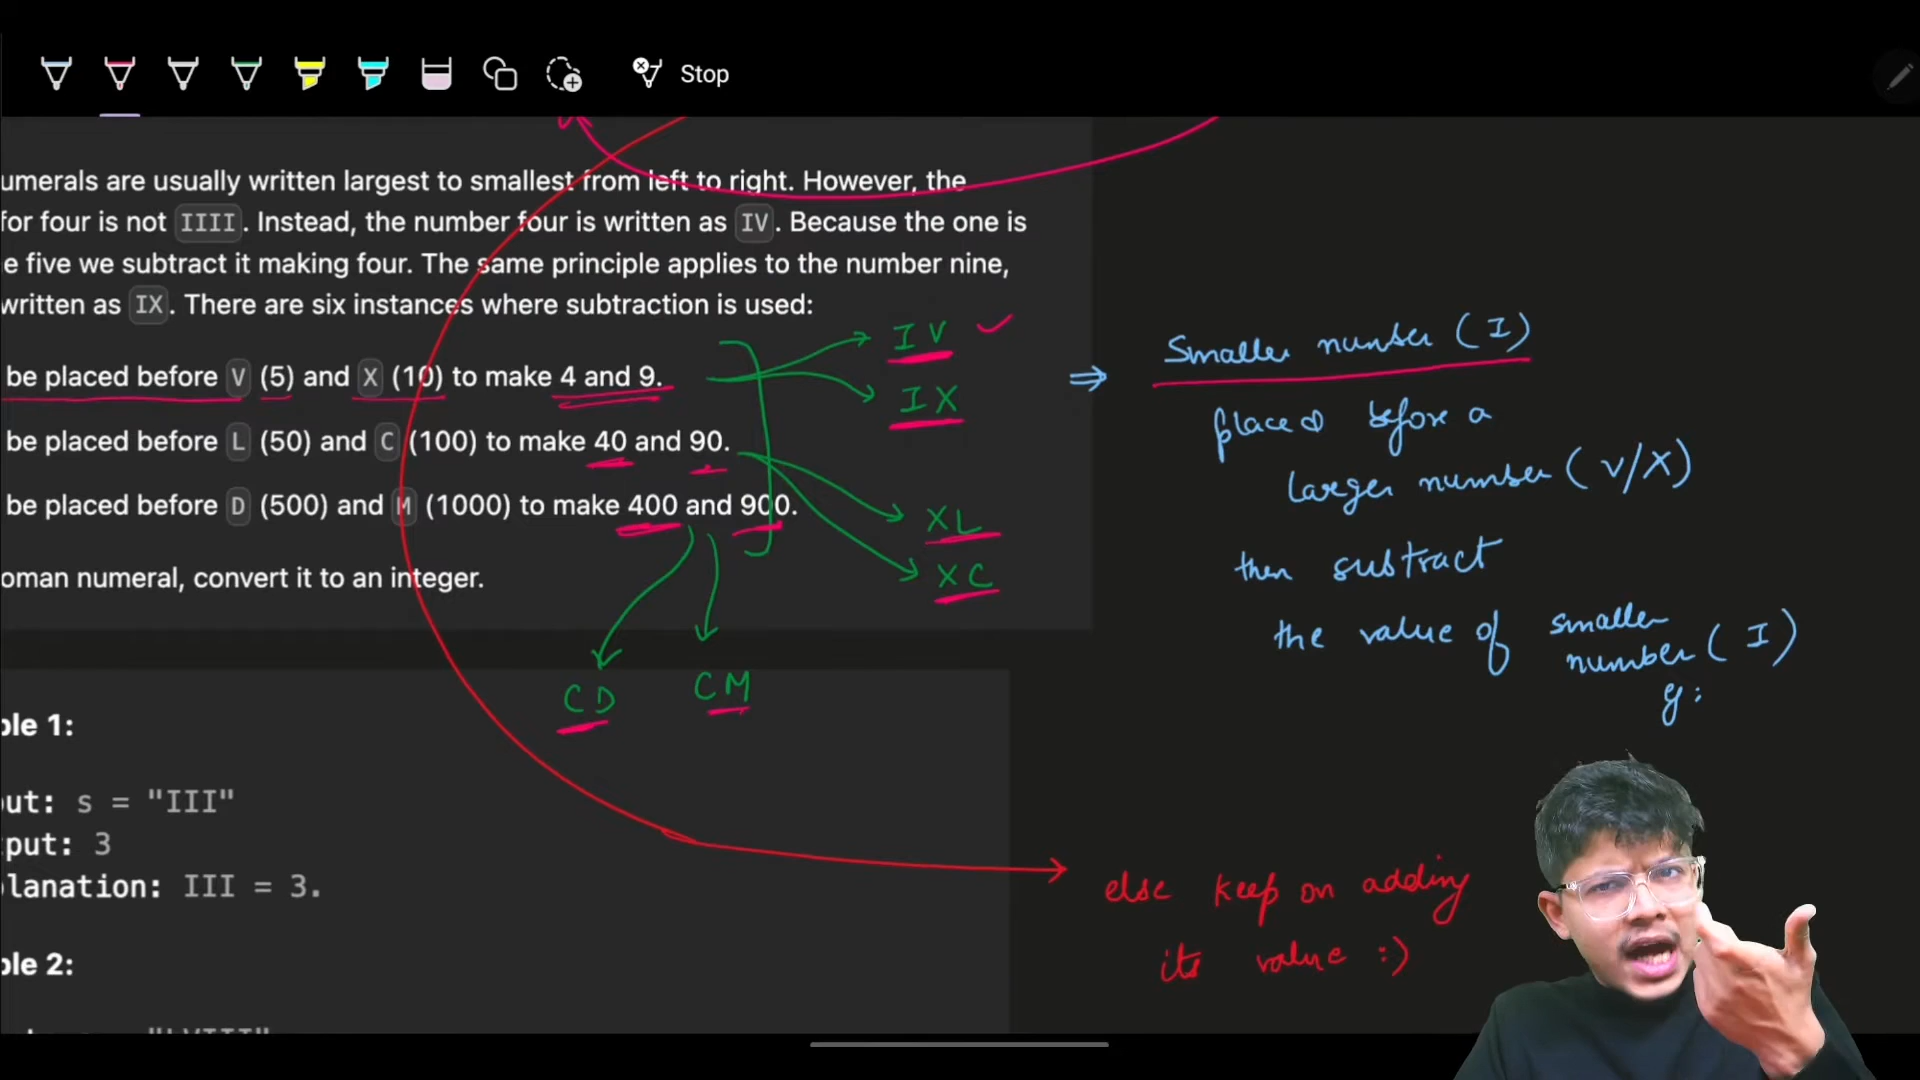 Stop
umerals are usually written largest to smallest from left to right. However, the
for four is not IIII. Instead, the number four is written as IV. Because the one is
e five we subtract it making four. The same principle applies to the number nine,
written as IX. There are six instances where subtraction is used:
be placed before V (5) and X (10) to make 4 and 9.
be placed before L (50) and C (100) to make 40 and 90.
be placed before D (500) and M (1000) to make 400 and 900.
oman numeral, convert it to an integer.
IV
IX
XL
XC
CD
CM
ple 1:
out: s = "III"
put: 3
planation: III = 3.
ple 2:
Smaller number (I)
placed before a
larger number (V/X)
then subtract
the value of smaller
number (I)
else keep on adding
its value :)